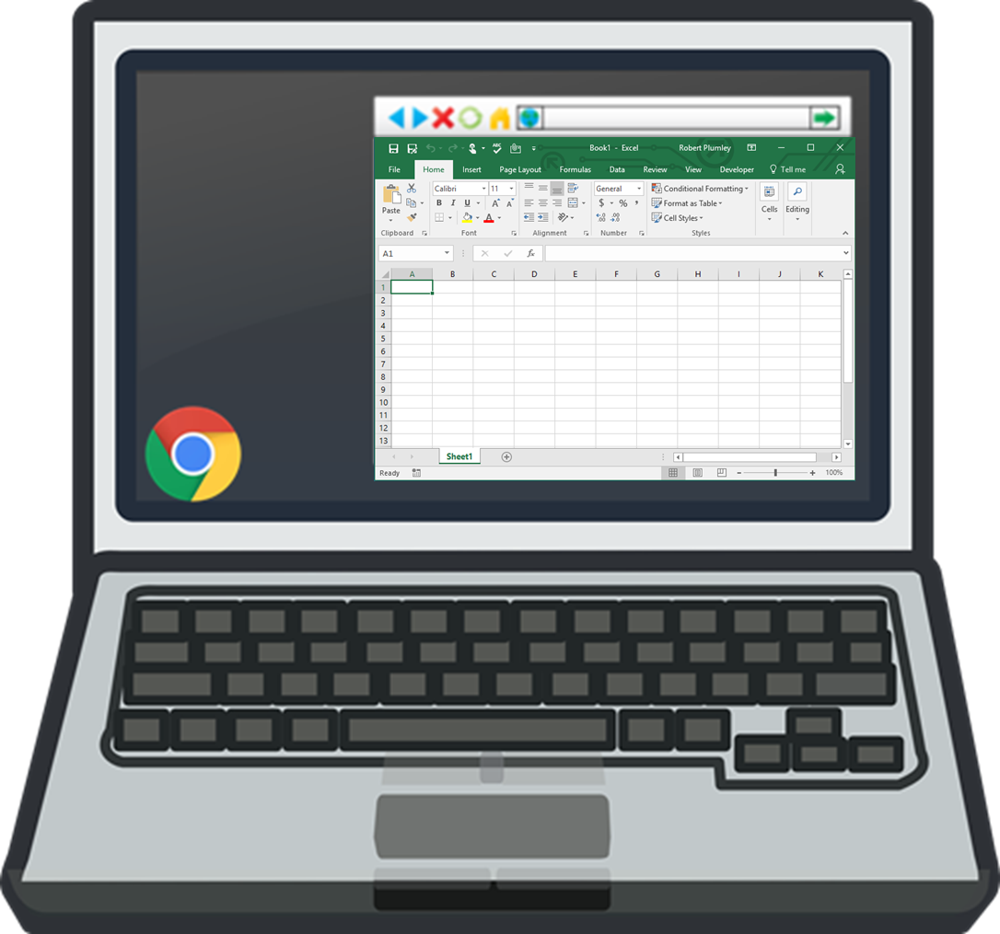 Book1 - Excel Robert Plumley
File Home Insert Page Layout Formulas Data Review View Developer Tell me
Calibri 11 General Conditional Formatting
Paste B I U A A $ % , Format as Table Cells Editing
A Cell Styles
Clipboard Font Alignment Number Styles
A1 fx
A B C D E F G H I J K
1
2
3
4
5
6
7
8
9
10
11
12
13
Sheet1
Ready 100%